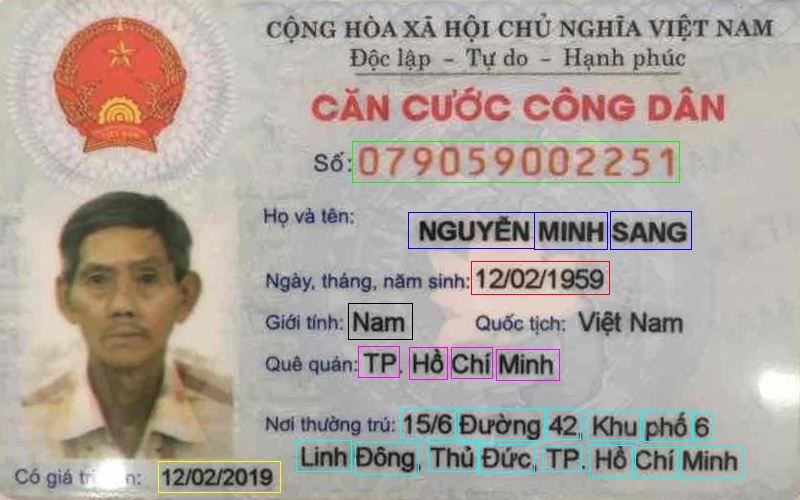 CỘNG HÒA XÃ HỘI CHỦ NGHĨA VIỆT NAM
Độc lập - Tự do - Hạnh phúc
CĂN CƯỚC CÔNG DÂN
Số: 079059002251
Họ và tên: NGUYỄN MINH SANG
Ngày, tháng, năm sinh: 12/02/1959
Giới tính: Nam Quốc tịch: Việt Nam
Quê quán: TP. Hồ Chí Minh
Nơi thường trú: 15/6 Đường 42, Khu phố 6
Linh Đông, Thủ Đức, TP. Hồ Chí Minh
Có giá trị đến: 12/02/2019